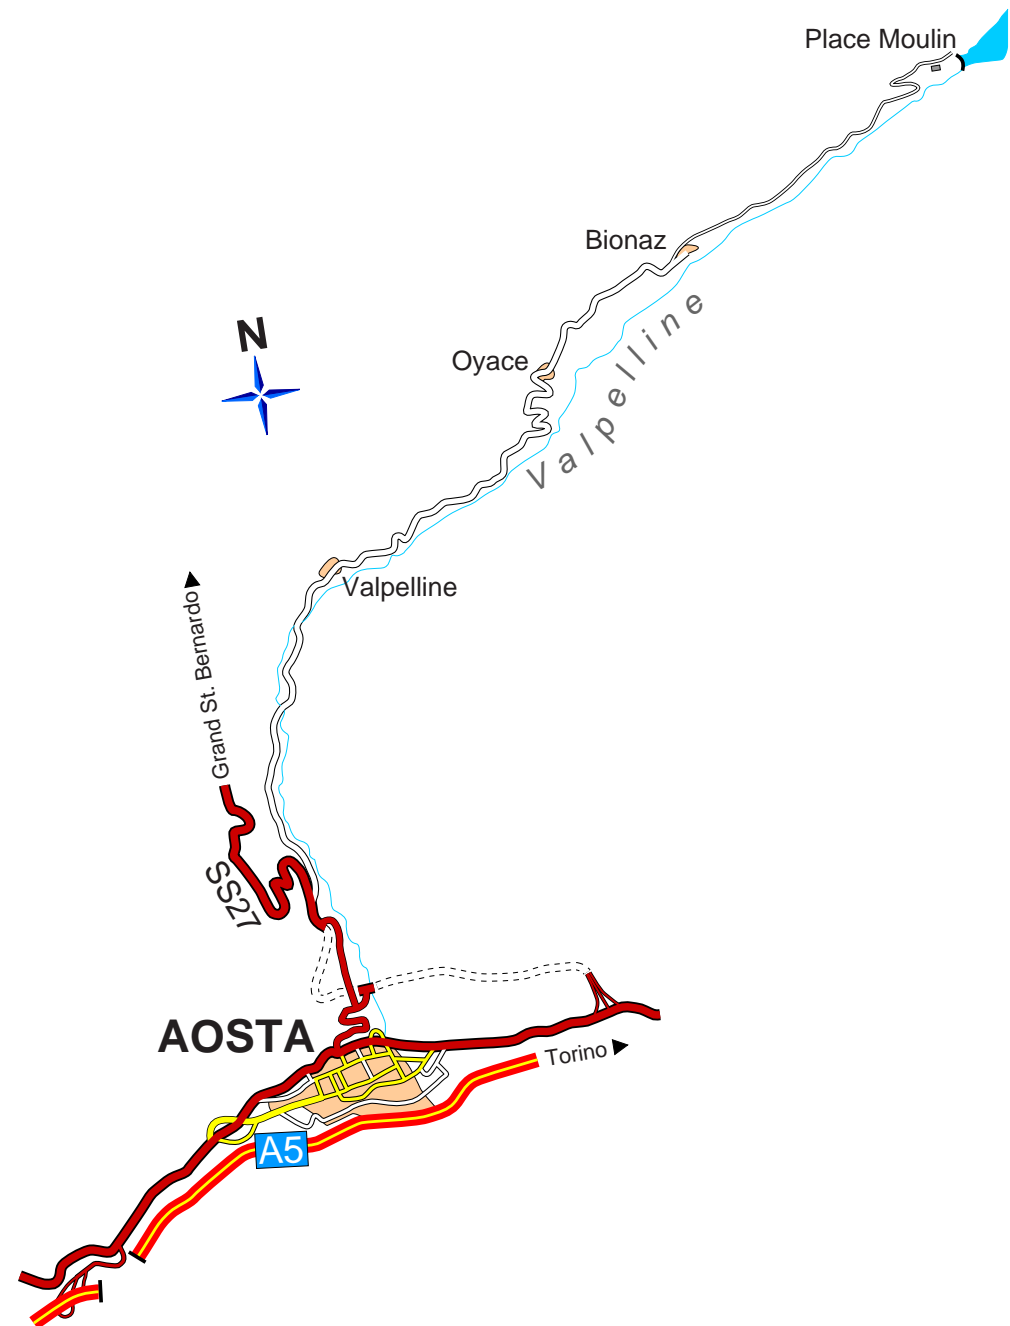 Place Moulin
Bionaz
N
Oyace
Valpelline
Valpelline
Grand St. Bernardo
SS27
AOSTA
Torino
A5